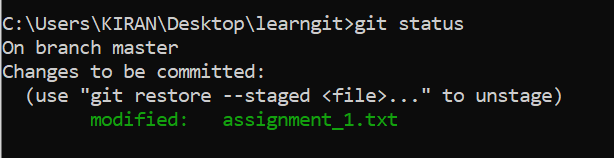 C:\Users\KIRAN\Desktop\learngit>git status
On branch master
Changes to be committed:
  (use "git restore --staged <file>..." to unstage)
        modified:   assignment_1.txt